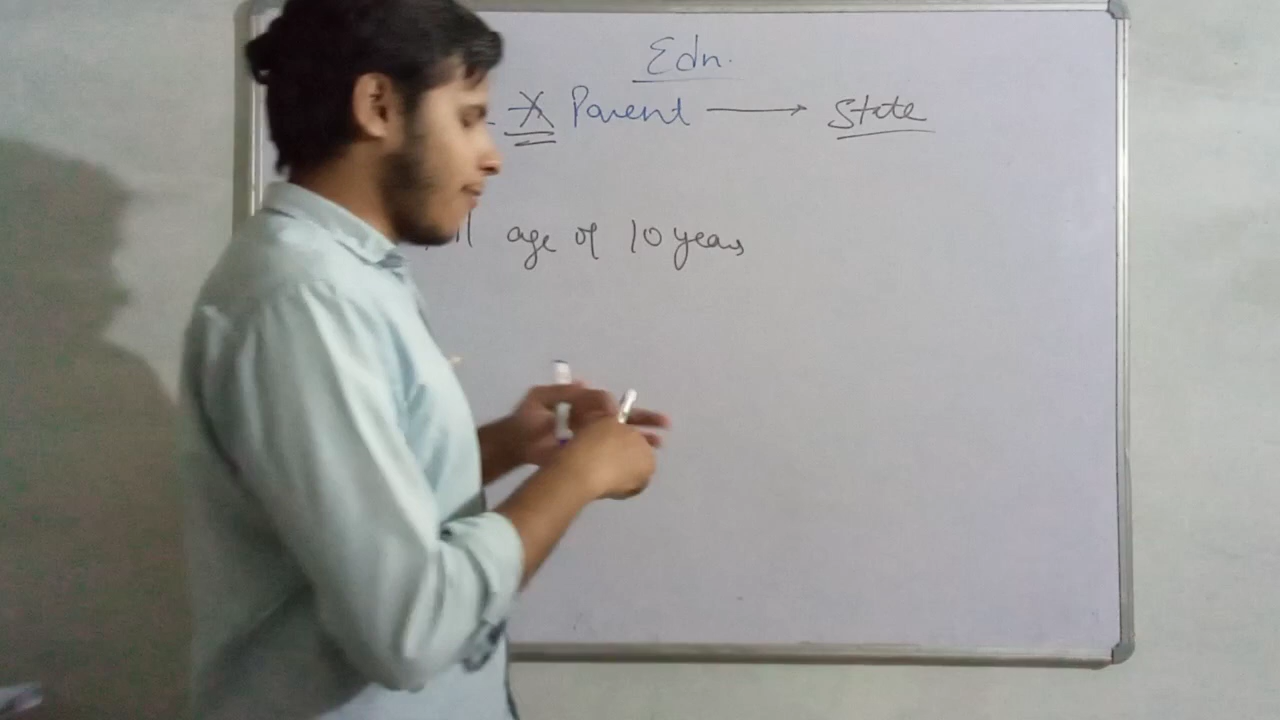 Edn.
X Parent → State
age of 10 years